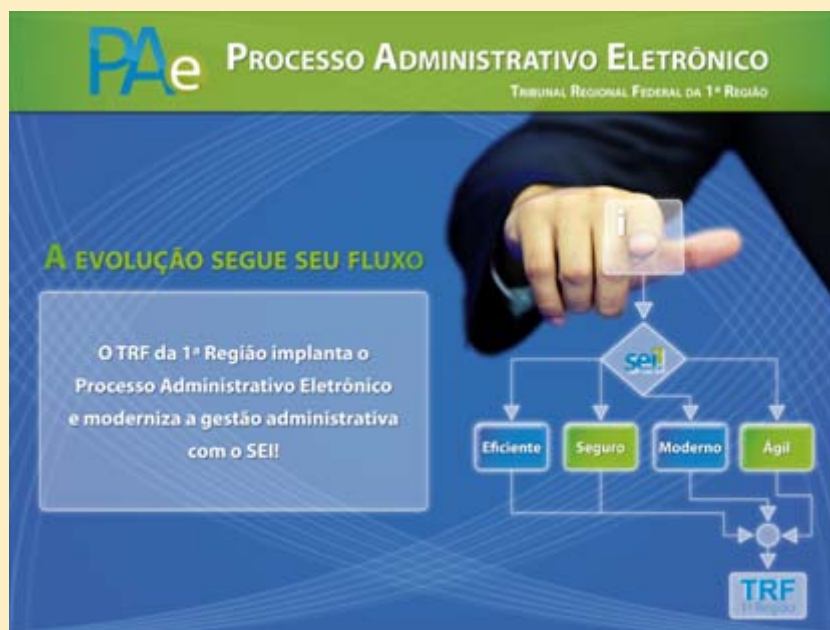 PAe PROCESSO ADMINISTRATIVO ELETRÔNICO
TRIBUNAL REGIONAL FEDERAL DA 1ª REGIÃO
A EVOLUÇÃO SEGUE SEU FLUXO
O TRF da 1ª Região implanta o
Processo Administrativo Eletrônico
e moderniza a gestão administrativa
com o SEI!
i
sei!
Eficiente Seguro Moderno Ágil
TRF
1ª Região